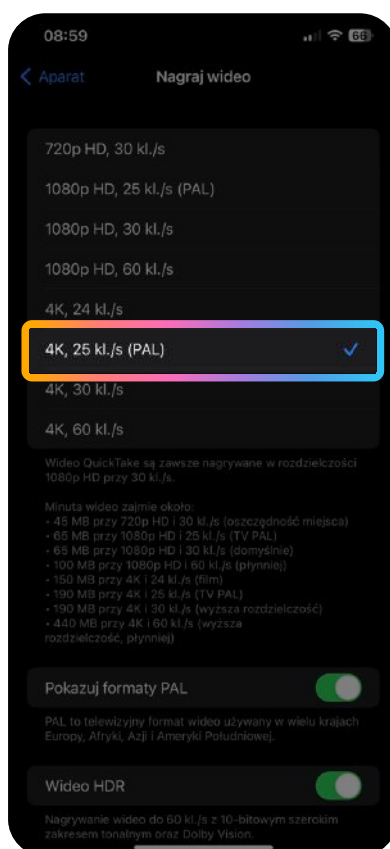 08:59
66
Aparat
Nagraj wideo
720p HD, 30 kl./s
1080p HD, 25 kl./s (PAL)
1080p HD, 30 kl./s
1080p HD, 60 kl./s
4K, 24 kl./s
4K, 25 kl./s (PAL)
4K, 30 kl./s
4K, 60 kl./s
Wideo QuickTake są zawsze nagrywane w rozdzielczości
1080p HD przy 30 kl./s.
Minuta wideo zajmie około:
• 45 MB przy 720p HD i 30 kl./s (oszczędność miejsca)
• 65 MB przy 1080p HD i 25 kl./s (TV PAL)
• 65 MB przy 1080p HD i 30 kl./s (domyślnie)
• 100 MB przy 1080p HD i 60 kl./s (płynniej)
• 150 MB przy 4K i 24 kl./s (film)
• 190 MB przy 4K i 25 kl./s (TV PAL)
• 190 MB przy 4K i 30 kl./s (wyższa rozdzielczość)
• 440 MB przy 4K i 60 kl./s (wyższa
rozdzielczość, płynniej)
Pokazuj formaty PAL
PAL to telewizyjny format wideo używany w wielu krajach
Europy, Afryki, Azji i Ameryki Południowej.
Wideo HDR
Nagrywanie wideo do 60 kl./s z 10-bitowym szerokim
zakresem tonalnym oraz Dolby Vision.